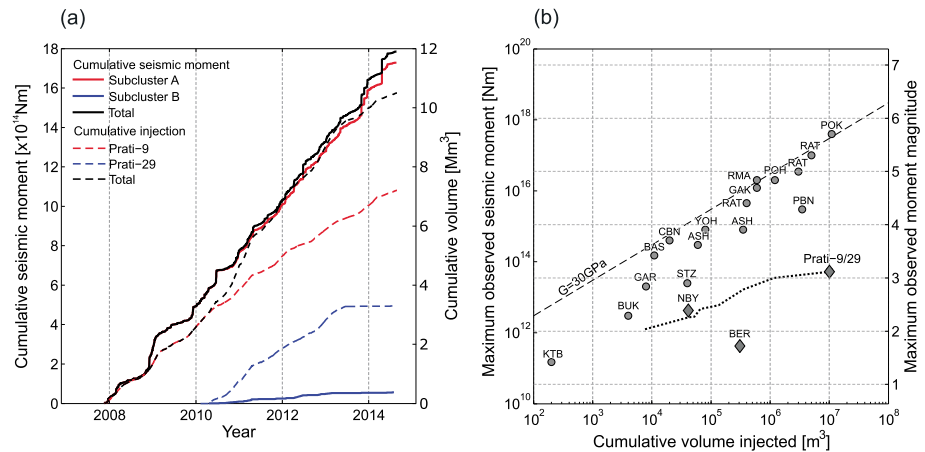 (a)
Cumulative seismic moment [x10¹⁴Nm]
18
16
14
12
10
8
6
4
2
0
Cumulative seismic moment
Subcluster A
Subcluster B
Total
Cumulative injection
Prati−9
Prati−29
Total
12
10
8
6
4
2
0
Cumulative volume [Mm³]
2008
2010
2012
2014
Year
(b)
Maximum observed seismic moment [Nm]
10²⁰
10¹⁸
10¹⁶
10¹⁴
10¹²
10¹⁰
POK
RAT
RAT
POH
RMA
GAK
RAT
PBN
YOH
ASH
CBN
ASH
BAS
Prati−9/29
G=30GPa
GAR
STZ
NBY
BUK
BER
KTB
7
6
5
4
3
2
1
Maximum observed moment magnitude
10²
10³
10⁴
10⁵
10⁶
10⁷
10⁸
Cumulative volume injected [m³]